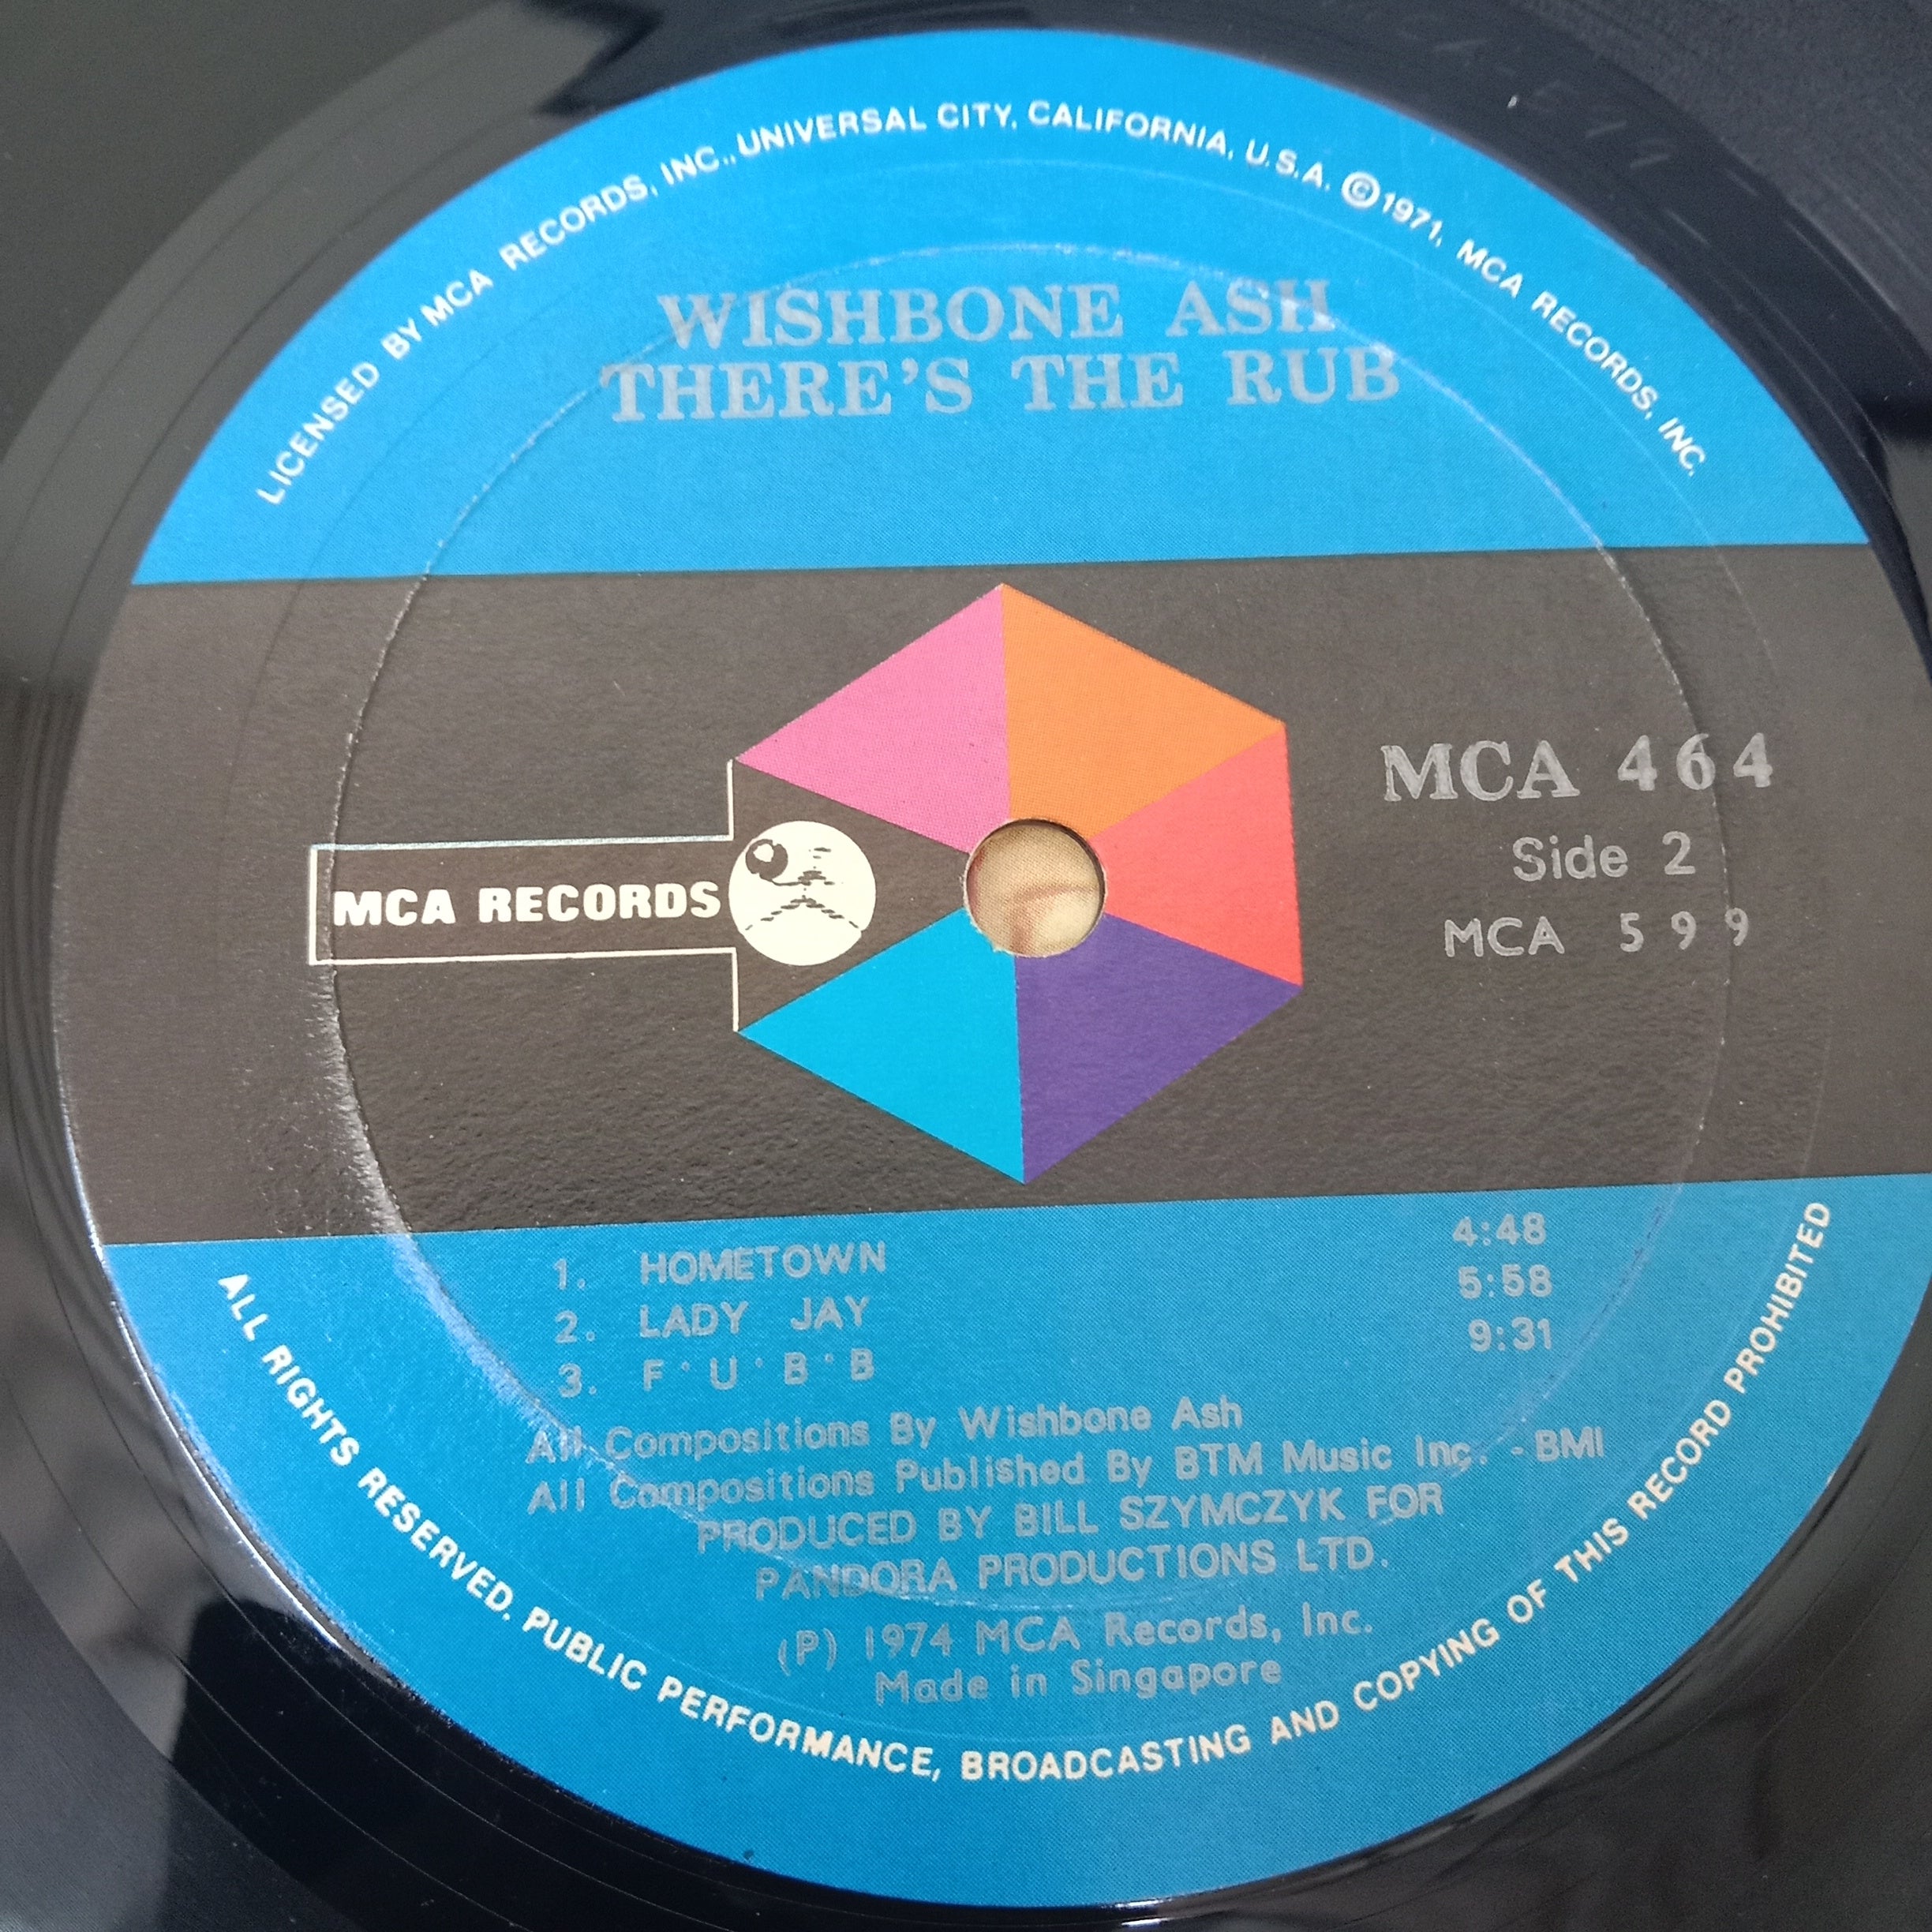 LICENSED BY MCA RECORDS, INC., UNIVERSAL CITY, CALIFORNIA, U.S.A. ©1971, MCA RECORDS, INC.
WISHBONE ASH
THERE'S THE RUB
MCA RECORDS
MCA 464
Side 2
MCA 599
1. HOMETOWN 4:48
2. LADY JAY 5:58
3. F·U·B·B 9:31
All Compositions By Wishbone Ash
All Compositions Published By BTM Music Inc. - BMI
PRODUCED BY BILL SZYMCZYK FOR
PANDORA PRODUCTIONS LTD.
(P) 1974 MCA Records, Inc.
Made in Singapore
ALL RIGHTS RESERVED. PUBLIC PERFORMANCE, BROADCASTING AND COPYING OF THIS RECORD PROHIBITED